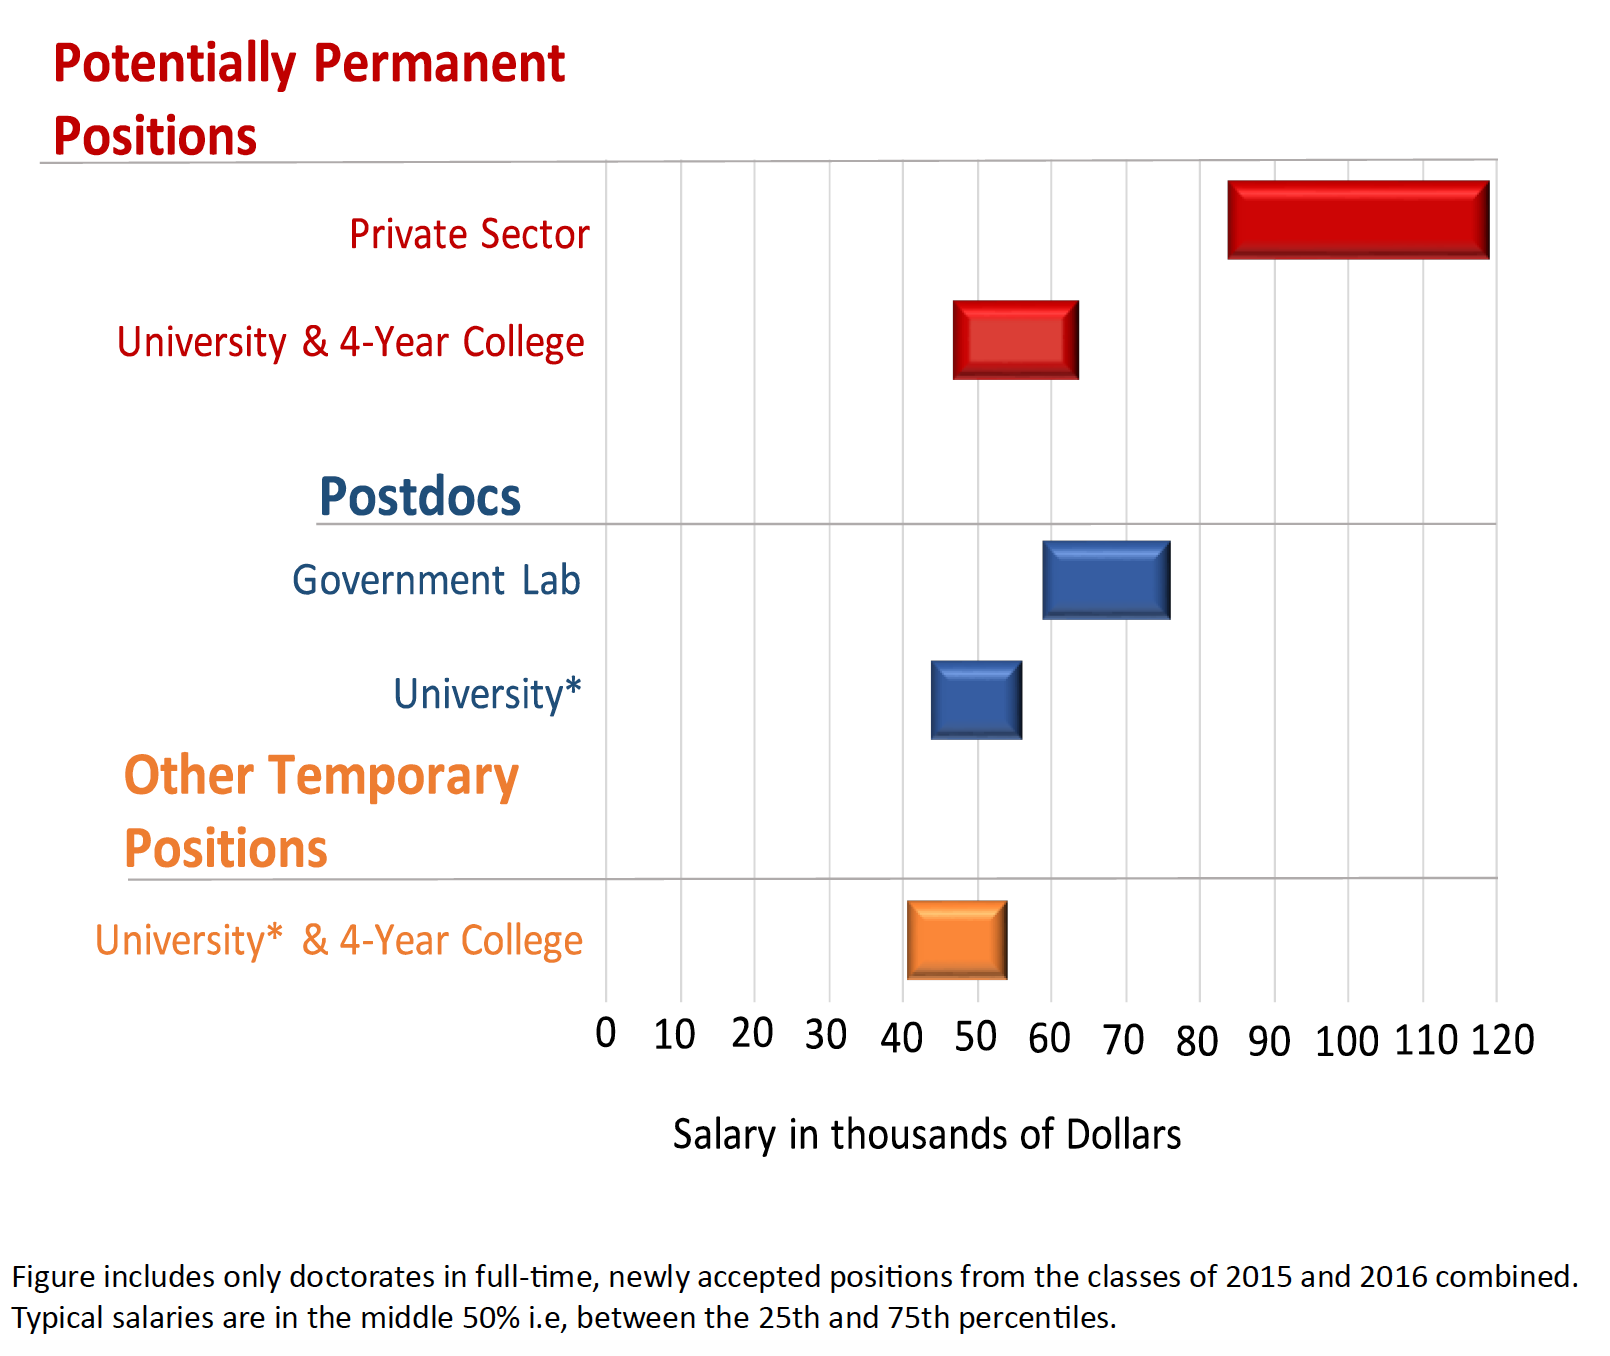 Potentially Permanent
Positions
Private Sector
University & 4-Year College
Postdocs
Government Lab
University*
Other Temporary
Positions
University* & 4-Year College
0 10 20 30 40 50 60 70 80 90 100 110 120
Salary in thousands of Dollars
Figure includes only doctorates in full-time, newly accepted positions from the classes of 2015 and 2016 combined.
Typical salaries are in the middle 50% i.e, between the 25th and 75th percentiles.